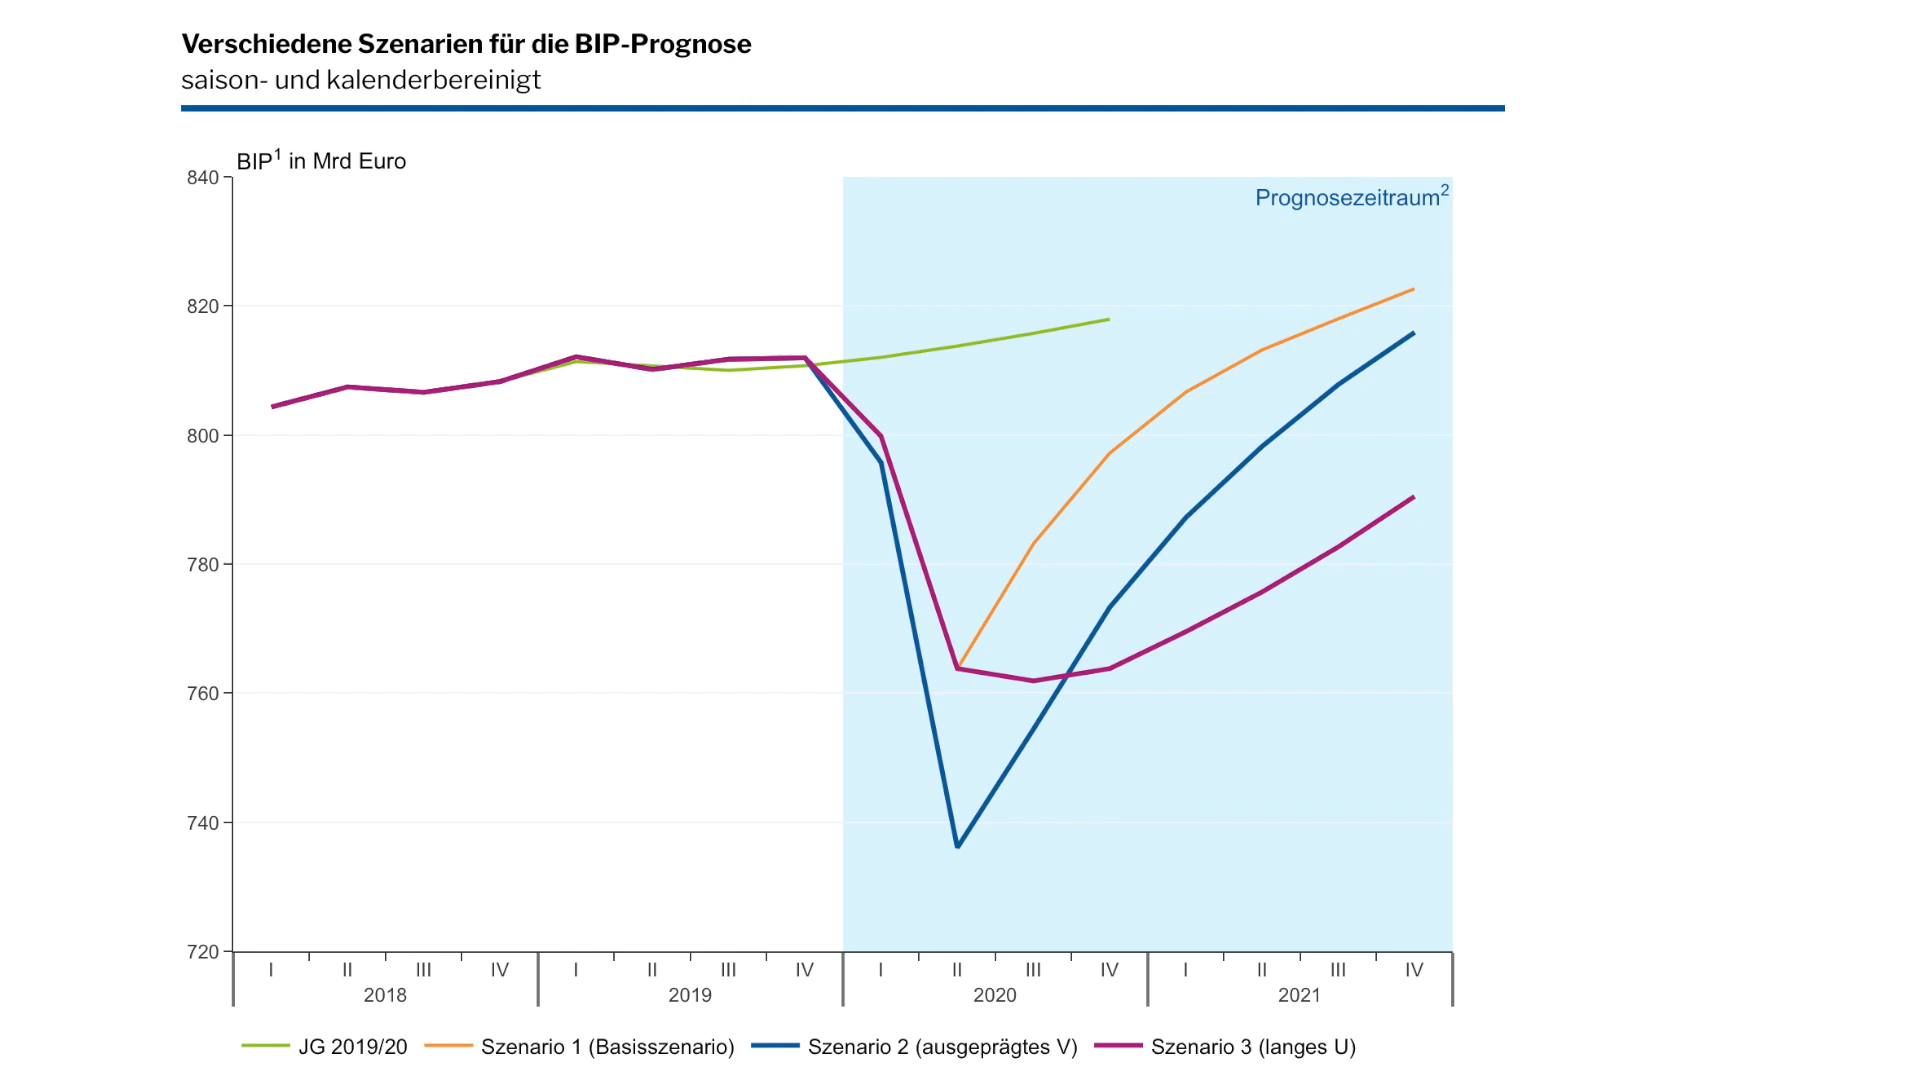 Verschiedene Szenarien für die BIP-Prognose
saison- und kalenderbereinigt
BIP¹ in Mrd Euro
Prognosezeitraum²
840
820
800
780
760
740
720
I II III IV I II III IV I II III IV I II III IV
2018 2019 2020 2021
JG 2019/20 Szenario 1 (Basisszenario) Szenario 2 (ausgeprägtes V) Szenario 3 (langes U)